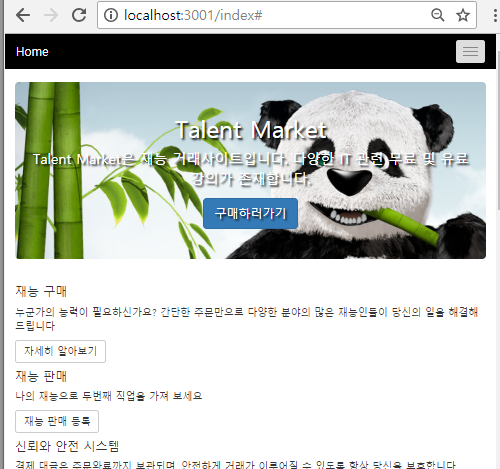 localhost:3001/index#
Home
Talent Market
Talent Market은 재능 거래사이트입니다. 다양한 IT 관련 무료 및 유료
강의가 존재합니다.
구매하러가기
재능 구매
누군가의 능력이 필요하신가요? 간단한 주문만으로 다양한 분야의 많은 재능인들이 당신의 일을 해결해
드립니다
자세히 알아보기
재능 판매
나의 재능으로 두번째 직업을 가져 보세요
재능 판매 등록
신뢰와 안전 시스템
결제 대금은 주문완료까지 보관되며, 안전하게 거래가 이루어질 수 있도록 항상 당신을 보호합니다